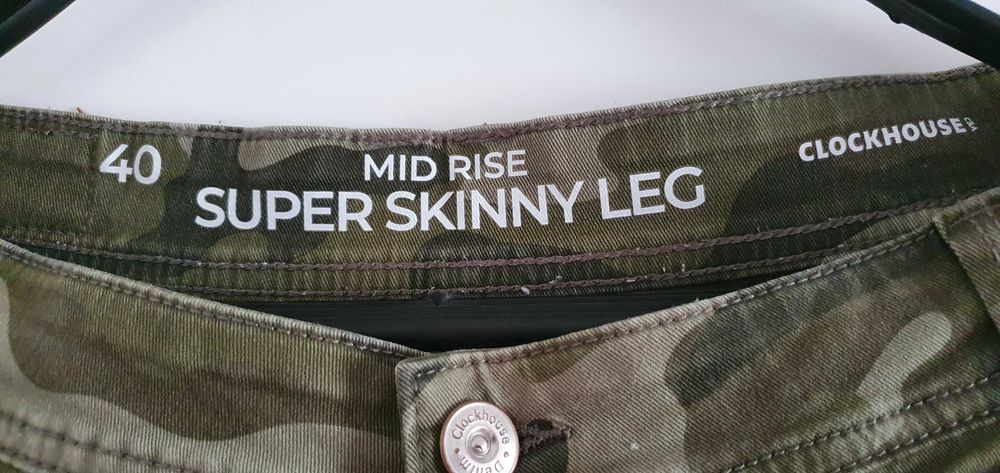 40
MID RISE
SUPER SKINNY LEG
CLOCKHOUSE
C&A
Clockhouse
Denim